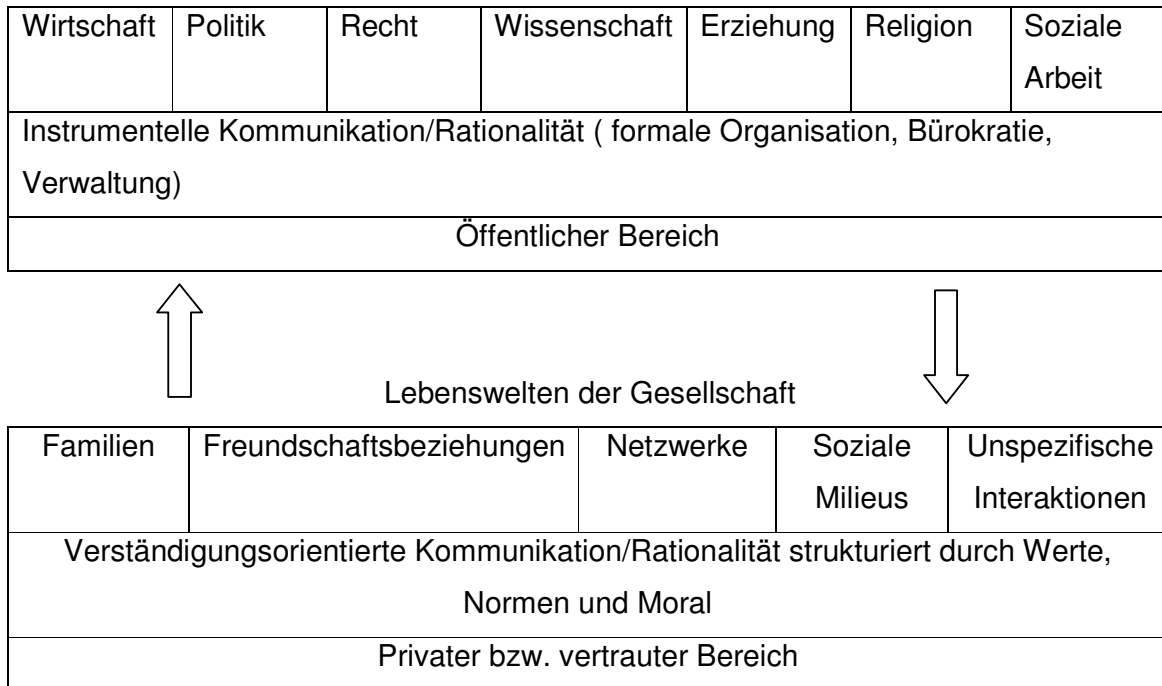 Wirtschaft Politik Recht Wissenschaft Erziehung Religion Soziale
Arbeit
Instrumentelle Kommunikation/Rationalität ( formale Organisation, Bürokratie,
Verwaltung)
Öffentlicher Bereich
Lebenswelten der Gesellschaft
Familien Freundschaftsbeziehungen Netzwerke Soziale Unspezifische
Milieus Interaktionen
Verständigungsorientierte Kommunikation/Rationalität strukturiert durch Werte,
Normen und Moral
Privater bzw. vertrauter Bereich